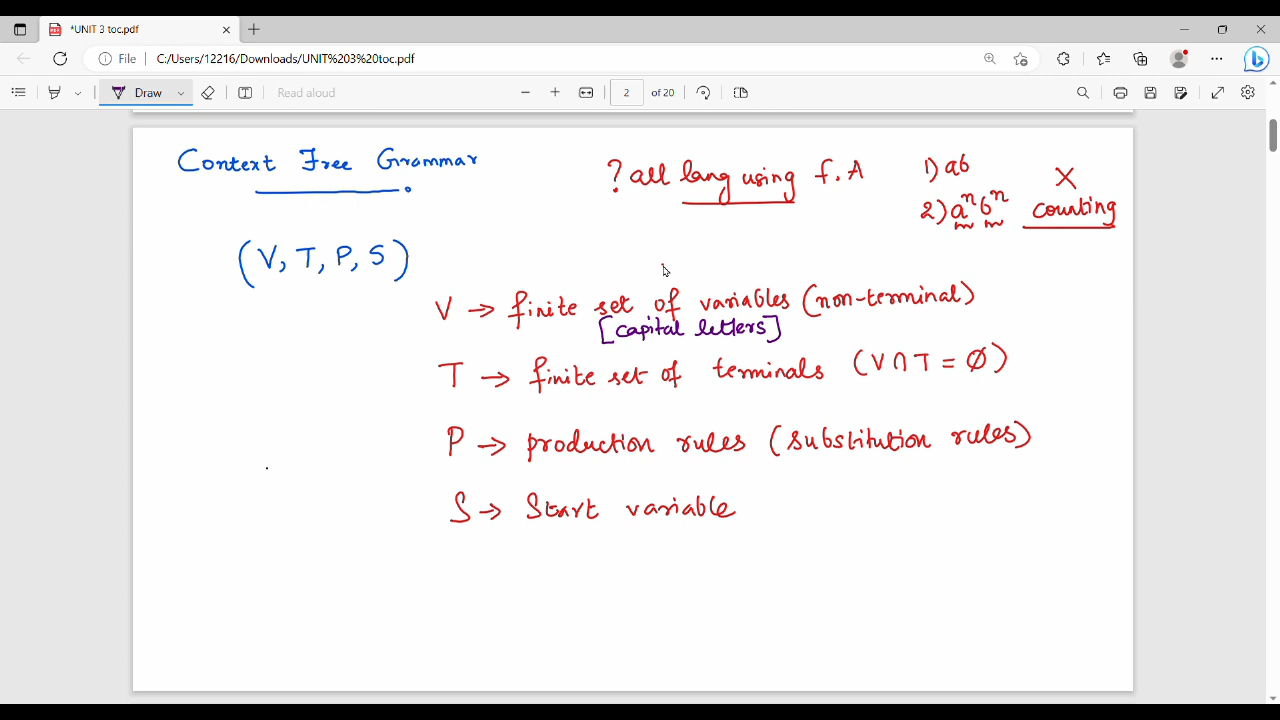 *UNIT 3 toc.pdf
File | C:/Users/12216/Downloads/UNIT%203%20toc.pdf
Draw Read aloud 2 of 20
Context Free Grammar
? all lang using f.A
1) ab X
2) aⁿbⁿ counting
(V, T, P, S)
V → finite set of variables (non-terminal)
[capital letters]
T → finite set of terminals (V ∩ T = Ø)
P → production rules (substitution rules)
S → Start variable